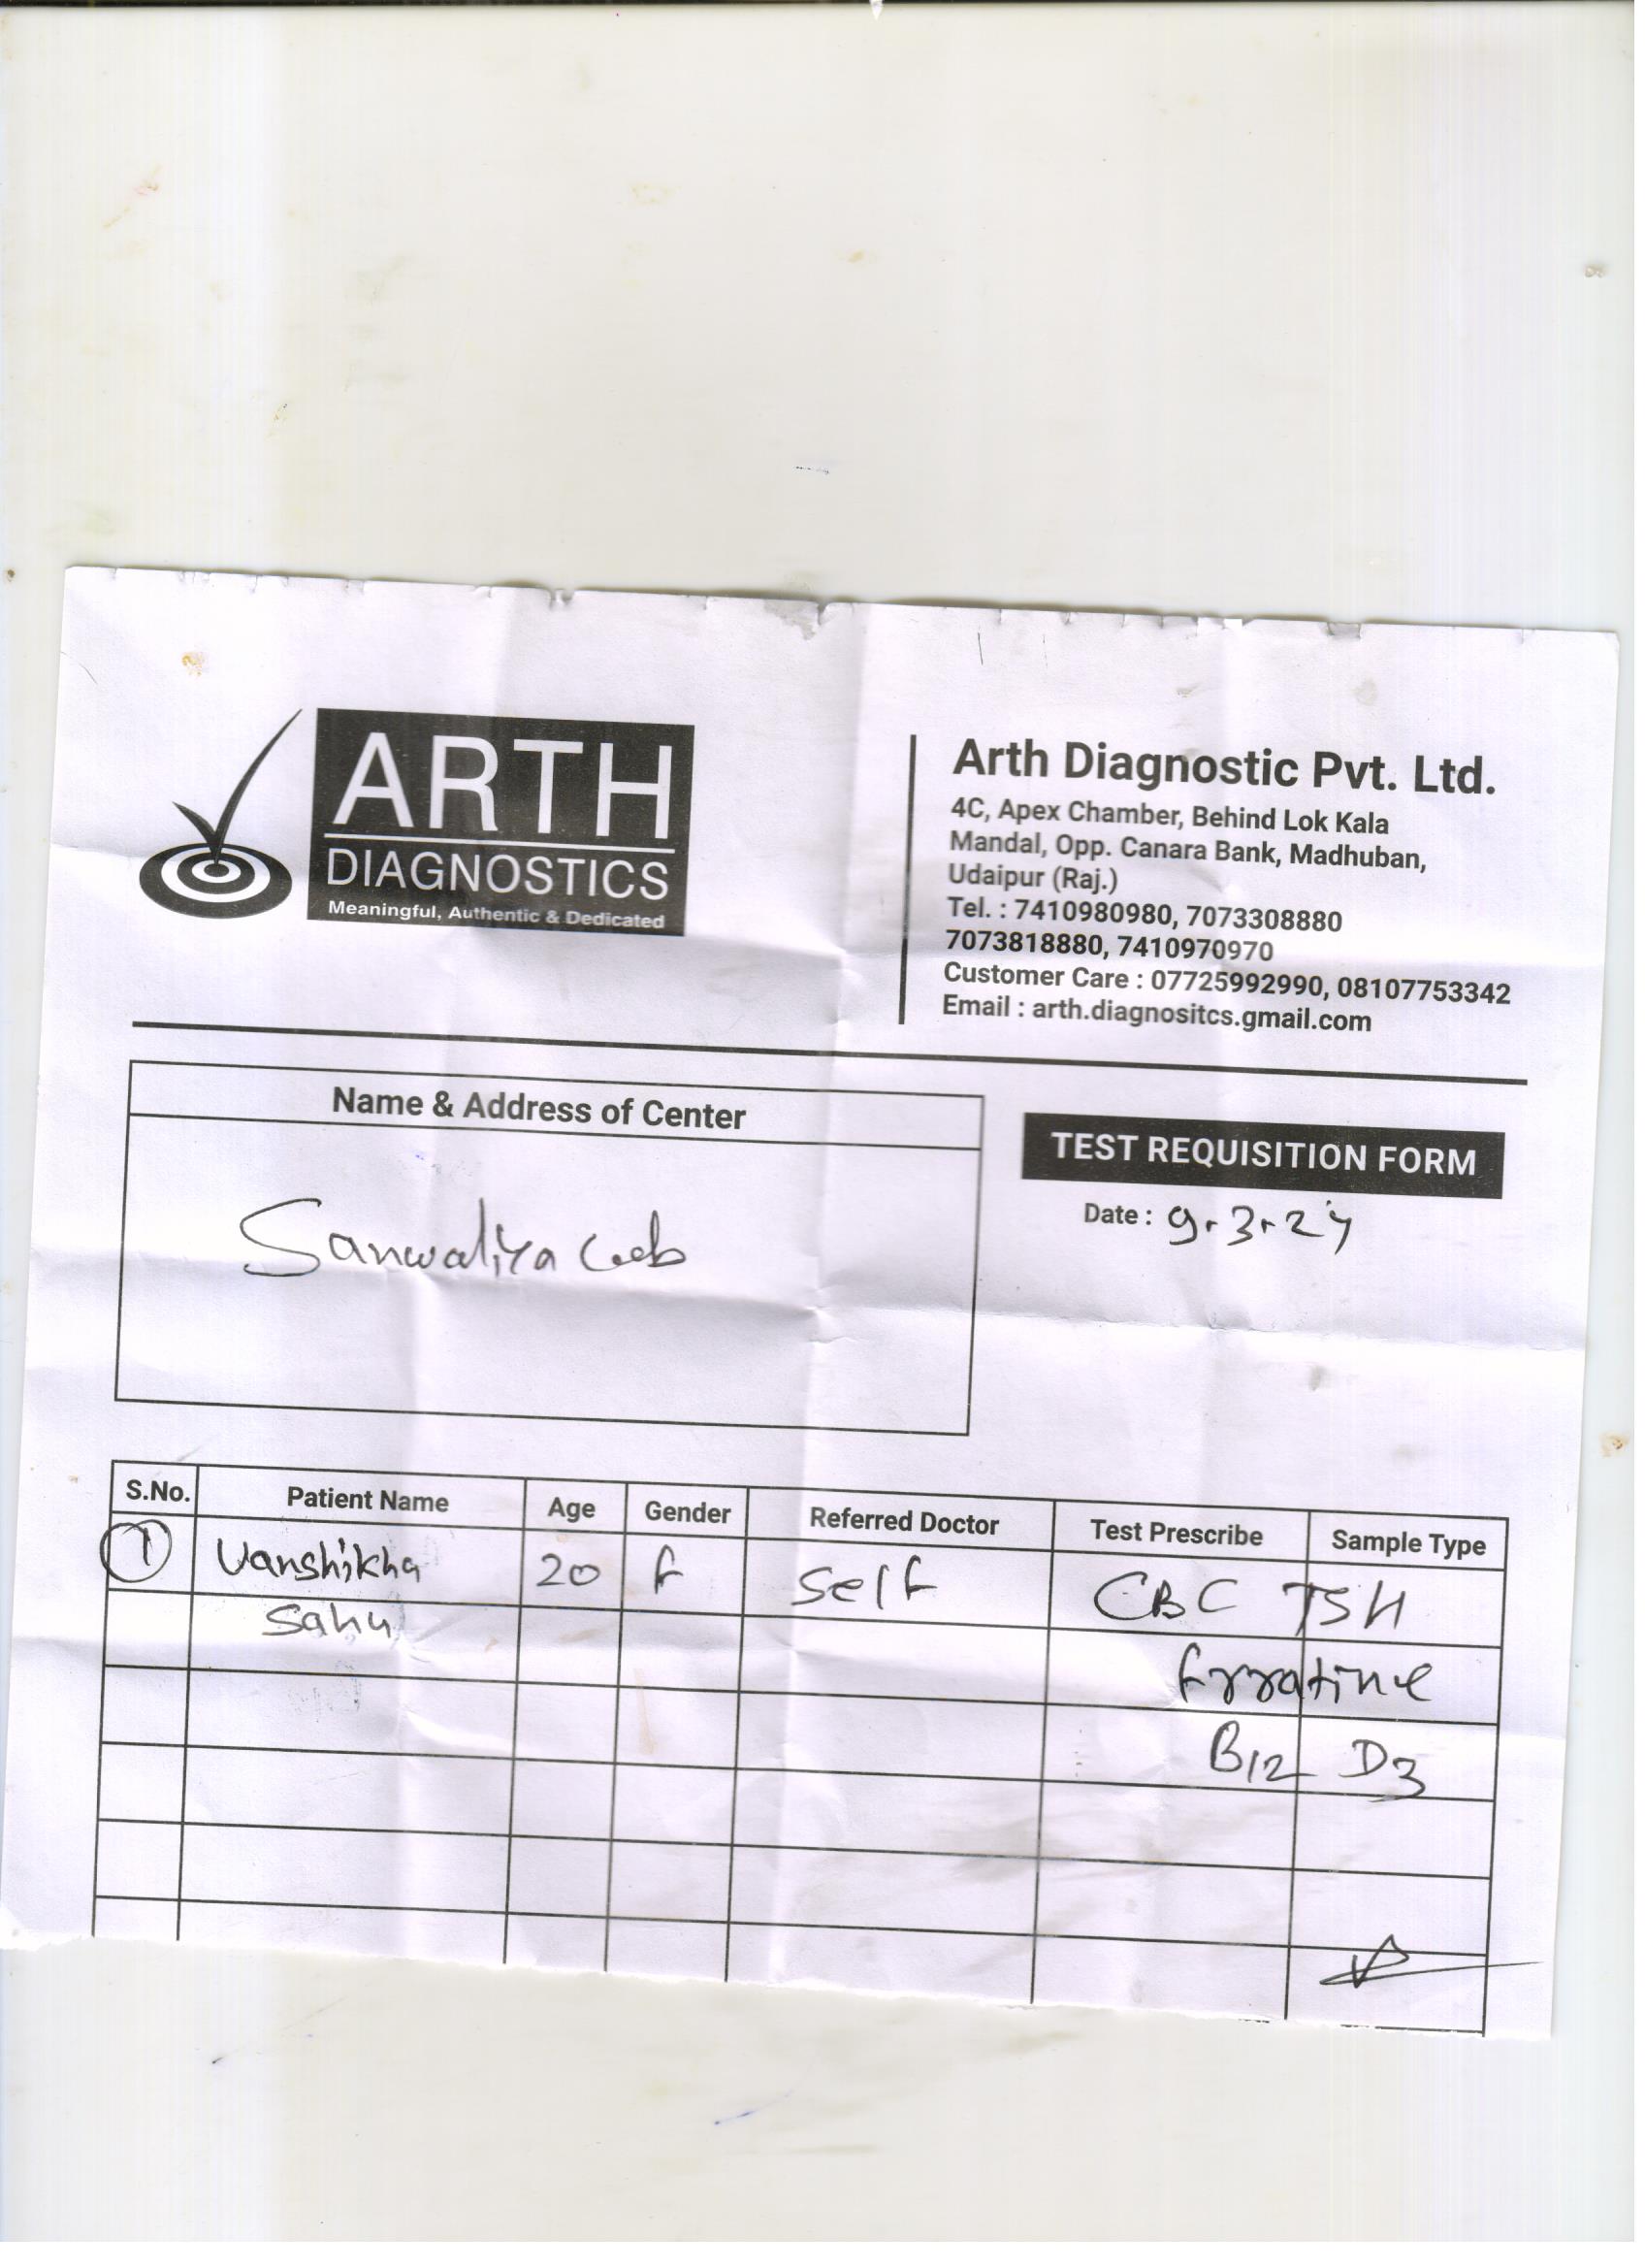 ARTH
DIAGNOSTICS
Meaningful, Authentic & Dedicated
Arth Diagnostic Pvt. Ltd.
4C, Apex Chamber, Behind Lok Kala
Mandal, Opp. Canara Bank, Madhuban,
Udaipur (Raj.)
Tel. : 7410980980, 7073308880
7073818880, 7410970970
Customer Care : 07725992990, 08107753342
Email : arth.diagnositcs.gmail.com
Name & Address of Center
Sanwaliya
TEST REQUISITION FORM
Date : 9.3.24
S.No. Patient Name Age Gender Referred Doctor Test Prescribe Sample Type
1 Vanshikha 20 F Self CBC TSH
Sahu
B12 D3